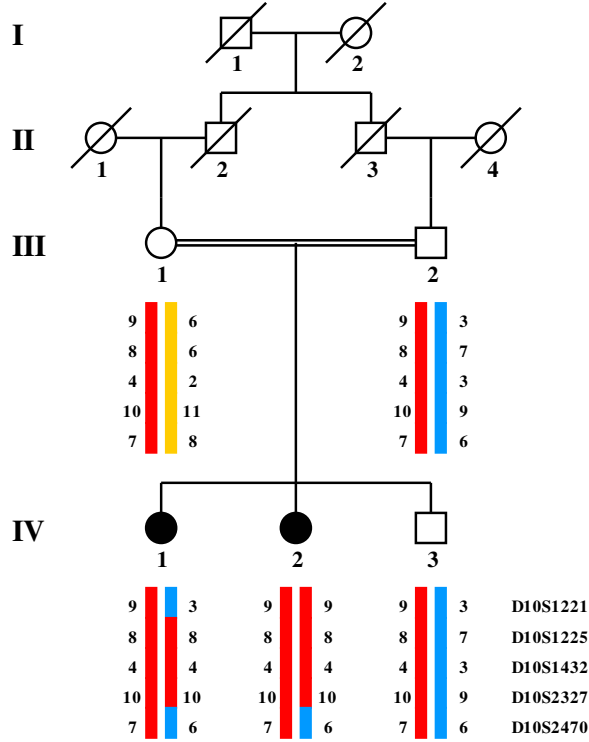 I
1 2
II
1 2 3 4
III
1 2
9 6 9 3
8 6 8 7
4 2 4 3
10 11 10 9
7 8 7 6
IV
1 2 3
9 3 9 9 9 3 D10S1221
8 8 8 8 8 7 D10S1225
4 4 4 4 4 3 D10S1432
10 10 10 10 10 9 D10S2327
7 6 7 6 7 6 D10S2470